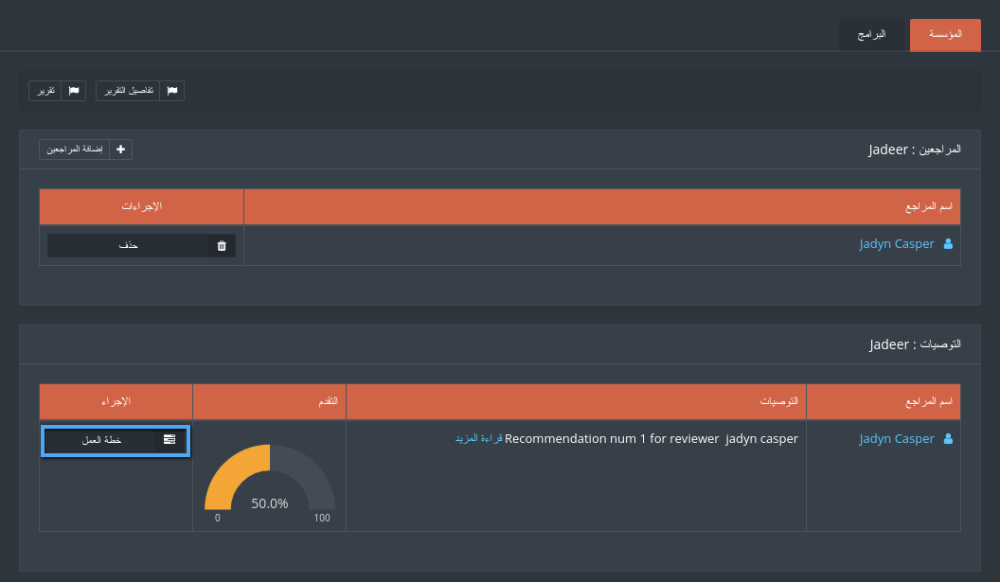 المؤسسة
البرامج
تفاصيل التقرير
تقرير
المراجعين : Jadeer
إضافة المراجعين
اسم المراجع
الإجراءات
Jadyn Casper
حذف
التوصيات : Jadeer
اسم المراجع
التوصيات
التقدم
الإجراء
Jadyn Casper
Recommendation num 1 for reviewer jadyn casper قراءة المزيد
خطة العمل
50.0%
0
100